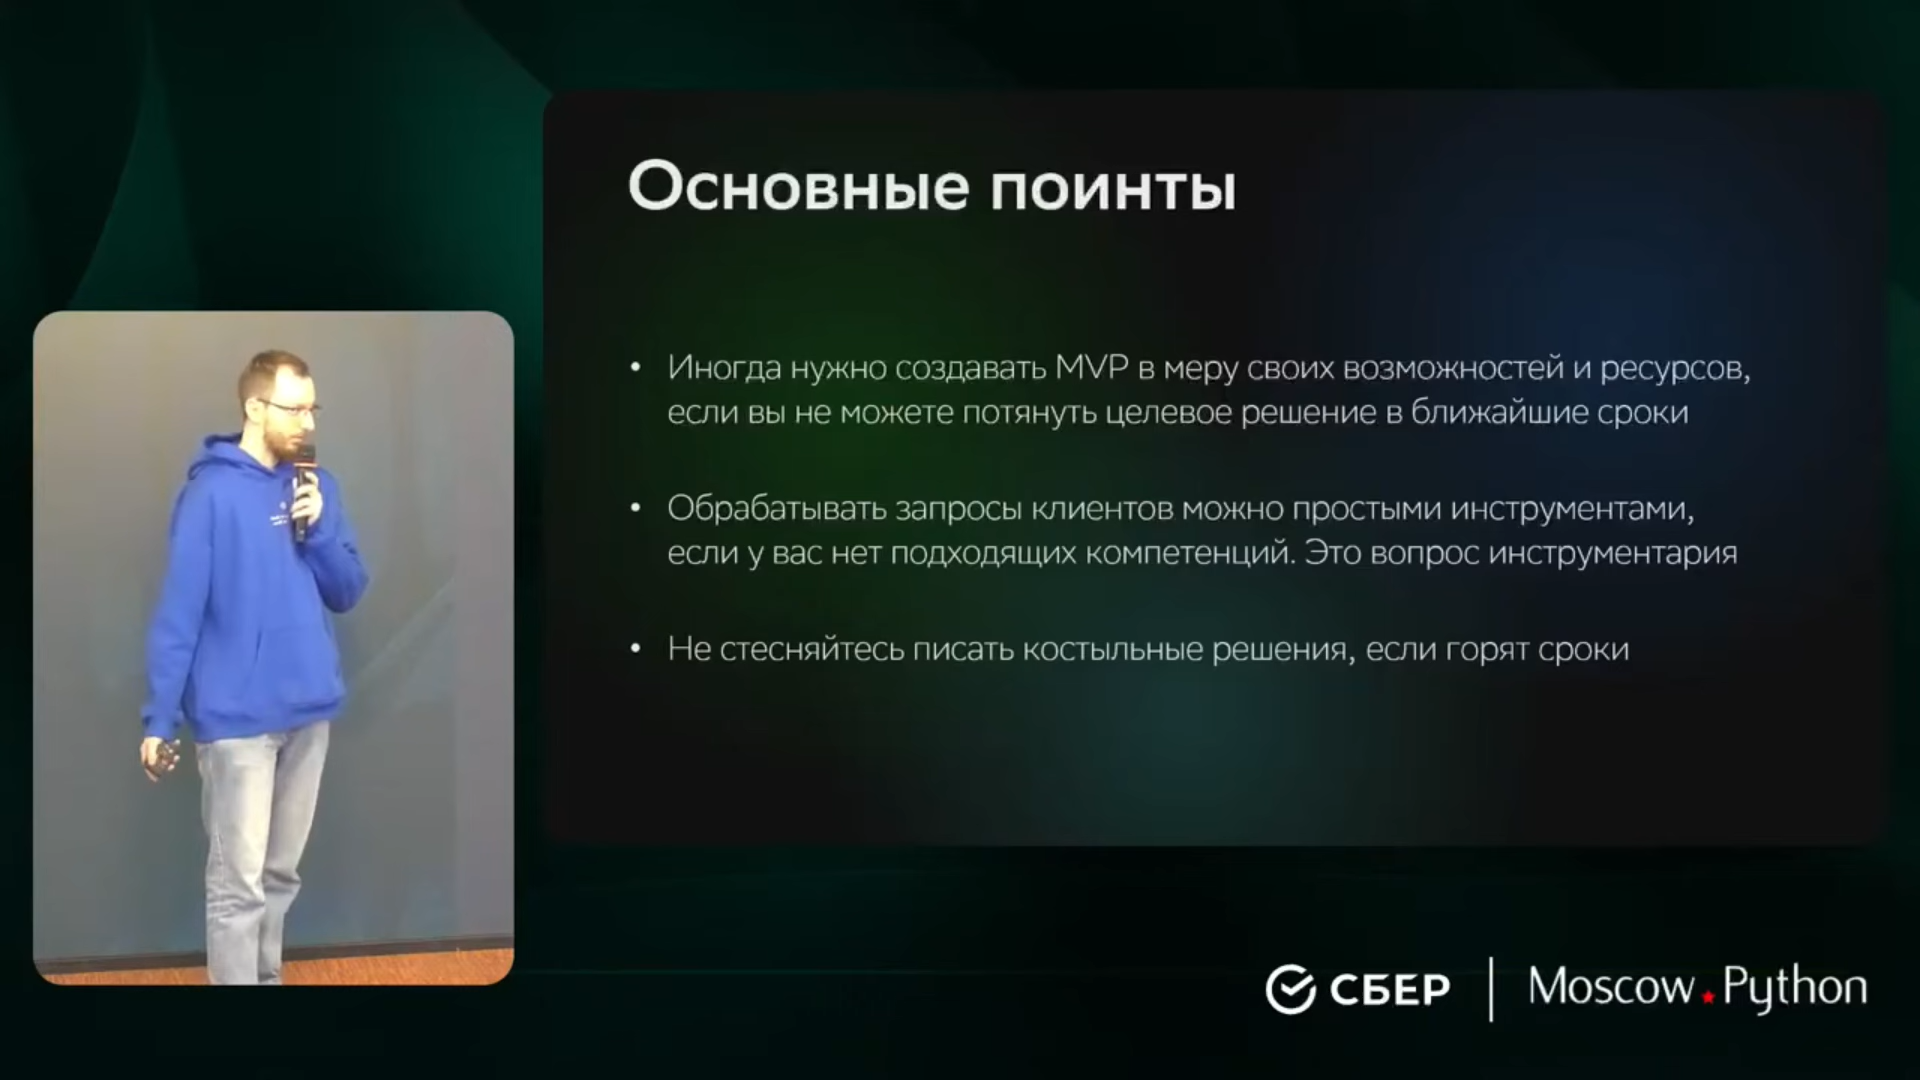 Основные поинты
• Иногда нужно создавать MVP в меру своих возможностей и ресурсов,
если вы не можете потянуть целевое решение в ближайшие сроки
• Обрабатывать запросы клиентов можно простыми инструментами,
если у вас нет подходящих компетенций. Это вопрос инструментария
• Не стесняйтесь писать костыльные решения, если горят сроки
СБЕР
Moscow Python